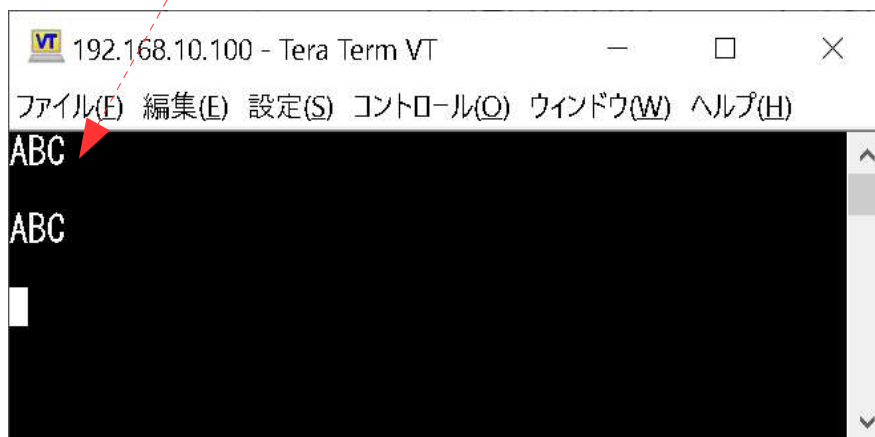 VT 192.168.10.100 - Tera Term VT
ファイル(F) 編集(E) 設定(S) コントロール(O) ウィンドウ(W) ヘルプ(H)
ABC
ABC